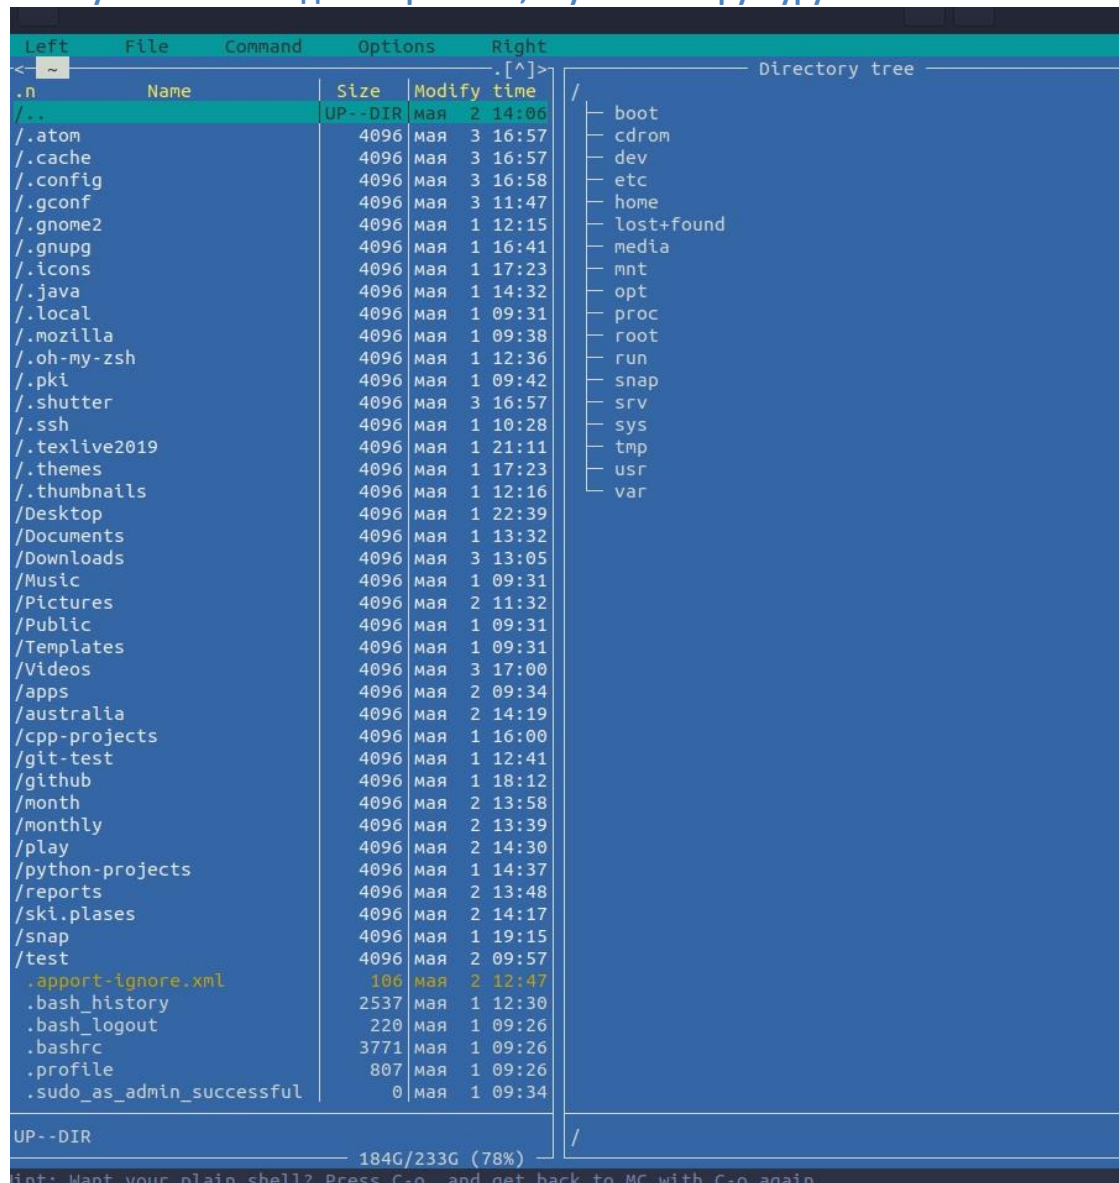 Left File Command Options Right
<─ ~ ─.[^]>
.n Name Size Modify time
/.. UP--DIR мая 2 14:06
/.atom 4096 мая 3 16:57
/.cache 4096 мая 3 16:57
/.config 4096 мая 3 16:58
/.gconf 4096 мая 3 11:47
/.gnome2 4096 мая 1 12:15
/.gnupg 4096 мая 1 16:41
/.icons 4096 мая 1 17:23
/.java 4096 мая 1 14:32
/.local 4096 мая 1 09:31
/.mozilla 4096 мая 1 09:38
/.oh-my-zsh 4096 мая 1 12:36
/.pki 4096 мая 1 09:42
/.shutter 4096 мая 3 16:57
/.ssh 4096 мая 1 10:28
/.texlive2019 4096 мая 1 21:11
/.themes 4096 мая 1 17:23
/.thumbnails 4096 мая 1 12:16
/Desktop 4096 мая 1 22:39
/Documents 4096 мая 1 13:32
/Downloads 4096 мая 3 13:05
/Music 4096 мая 1 09:31
/Pictures 4096 мая 2 11:32
/Public 4096 мая 1 09:31
/Templates 4096 мая 1 09:31
/Videos 4096 мая 3 17:00
/apps 4096 мая 2 09:34
/australia 4096 мая 2 14:19
/cpp-projects 4096 мая 1 16:00
/git-test 4096 мая 1 12:41
/github 4096 мая 1 18:12
/month 4096 мая 2 13:58
/monthly 4096 мая 2 13:39
/play 4096 мая 2 14:30
/python-projects 4096 мая 1 14:37
/reports 4096 мая 2 13:48
/ski.plases 4096 мая 2 14:17
/snap 4096 мая 1 19:15
/test 4096 мая 2 09:57
.apport-ignore.xml 106 мая 2 12:47
.bash_history 2537 мая 1 12:30
.bash_logout 220 мая 1 09:26
.bashrc 3771 мая 1 09:26
.profile 807 мая 1 09:26
.sudo_as_admin_successful 0 мая 1 09:34
UP--DIR
184G/233G (78%)
Directory tree
/
boot
cdrom
dev
etc
home
lost+found
media
mnt
opt
proc
root
run
snap
srv
sys
tmp
usr
var
/
Hint: Want your plain shell? Press C-o, and get back to MC with C-o again.